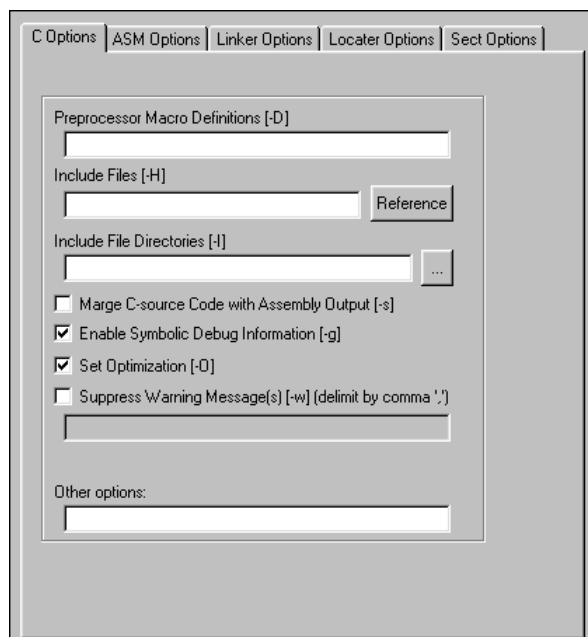 C Options ASM Options Linker Options Locater Options Sect Options
Preprocessor Macro Definitions [-D]
Include Files [-H]
Reference
Include File Directories [-I]
...
Marge C-source Code with Assembly Output [-s]
Enable Symbolic Debug Information [-g]
Set Optimization [-O]
Suppress Warning Message(s) [-w] (delimit by comma ',')
Other options: